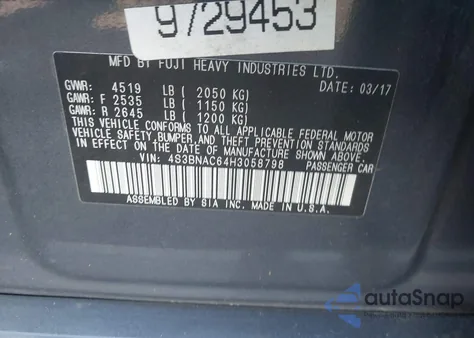 9729453
MFD BY FUJI HEAVY INDUSTRIES LTD.
GVWR: 4519 LB ( 2050 KG) 03/17
GAWR: F 2535 LB ( 1150 KG)
GAWR: R 2645 LB ( 1200 KG)
THIS VEHICLE CONFORMS TO ALL APPLICABLE FEDERAL MOTOR
VEHICLE SAFETY, BUMPER, AND THEFT PREVENTION STANDARDS
IN EFFECT ON THE DATE OF MANUFACTURE SHOWN ABOVE.
VIN: 4S3BNAC64H3058798 PASSENGER CAR
ASSEMBLED BY SIA INC. MADE IN U.S.A.
autoSnap
www.autosnap.com